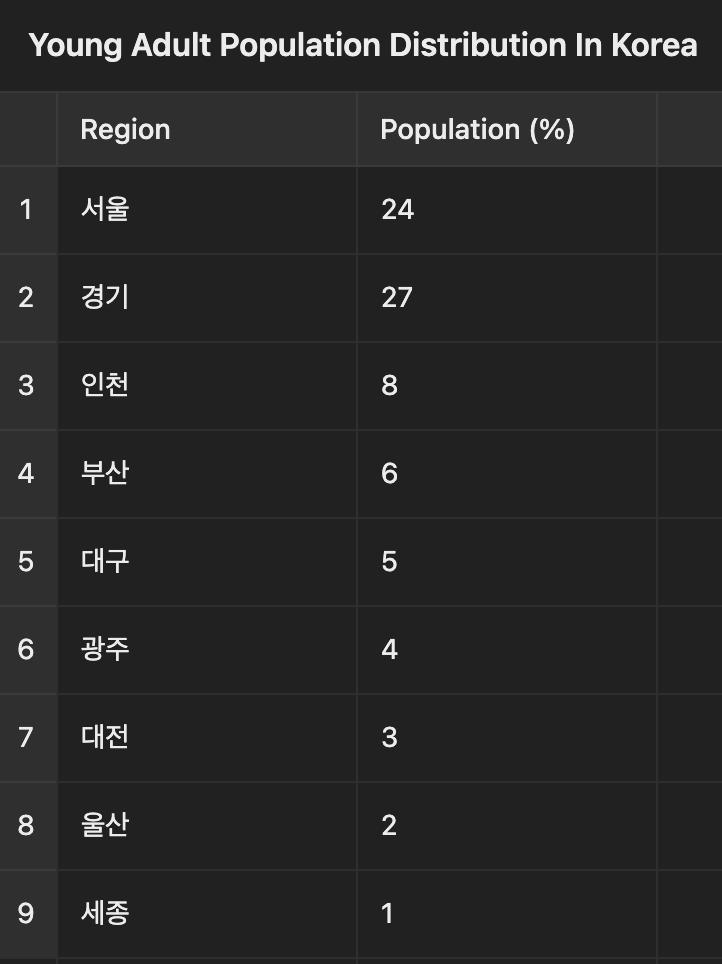 Young Adult Population Distribution In Korea
Region Population (%)
1 서울 24
2 경기 27
3 인천 8
4 부산 6
5 대구 5
6 광주 4
7 대전 3
8 울산 2
9 세종 1